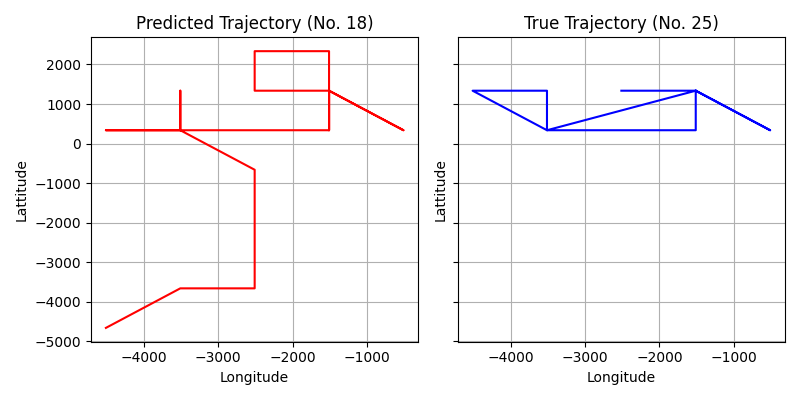 Predicted Trajectory (No. 18)
True Trajectory (No. 25)
Lattitude
2000
1000
0
−1000
−2000
−3000
−4000
−5000
−4000 −3000 −2000 −1000
Longitude
Lattitude
−4000 −3000 −2000 −1000
Longitude